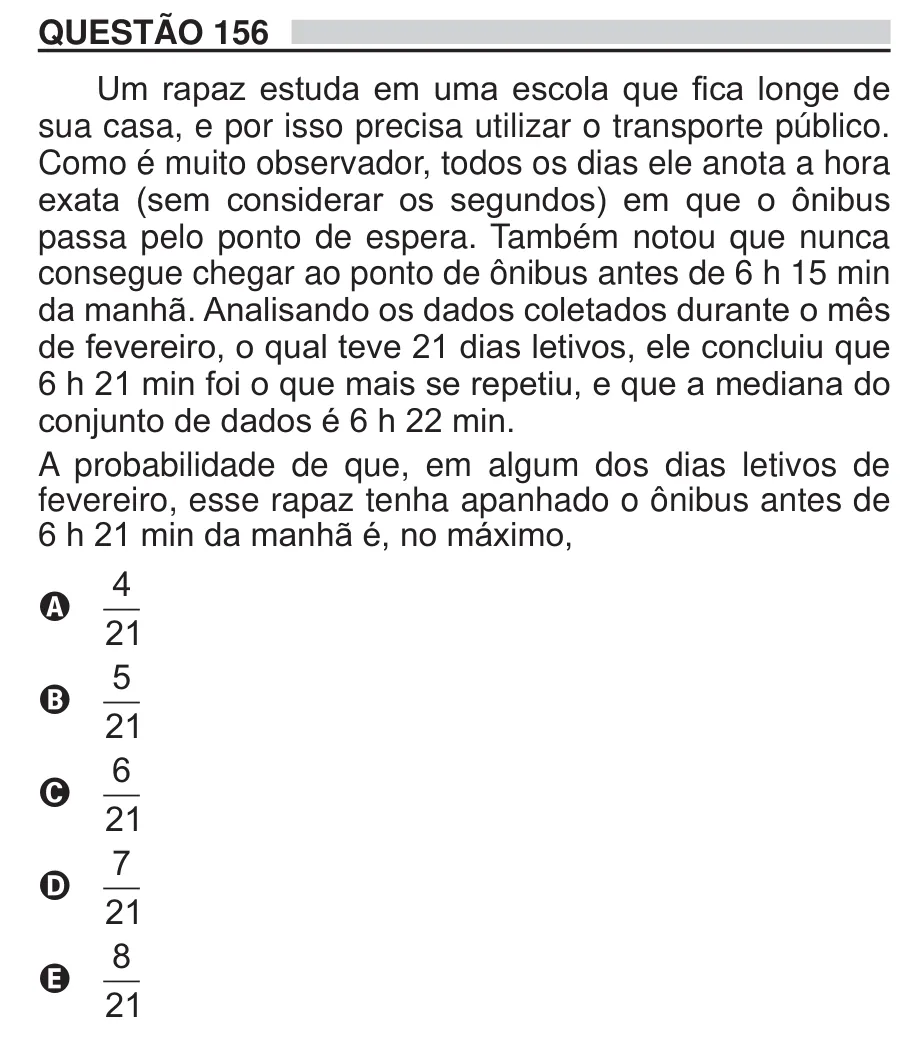 QUESTÃO 156
Um rapaz estuda em uma escola que fica longe de
sua casa, e por isso precisa utilizar o transporte público.
Como é muito observador, todos os dias ele anota a hora
exata (sem considerar os segundos) em que o ônibus
passa pelo ponto de espera. Também notou que nunca
consegue chegar ao ponto de ônibus antes de 6 h 15 min
da manhã. Analisando os dados coletados durante o mês
de fevereiro, o qual teve 21 dias letivos, ele concluiu que
6 h 21 min foi o que mais se repetiu, e que a mediana do
conjunto de dados é 6 h 22 min.
A probabilidade de que, em algum dos dias letivos de
fevereiro, esse rapaz tenha apanhado o ônibus antes de
6 h 21 min da manhã é, no máximo,
A 4/21
B 5/21
C 6/21
D 7/21
E 8/21